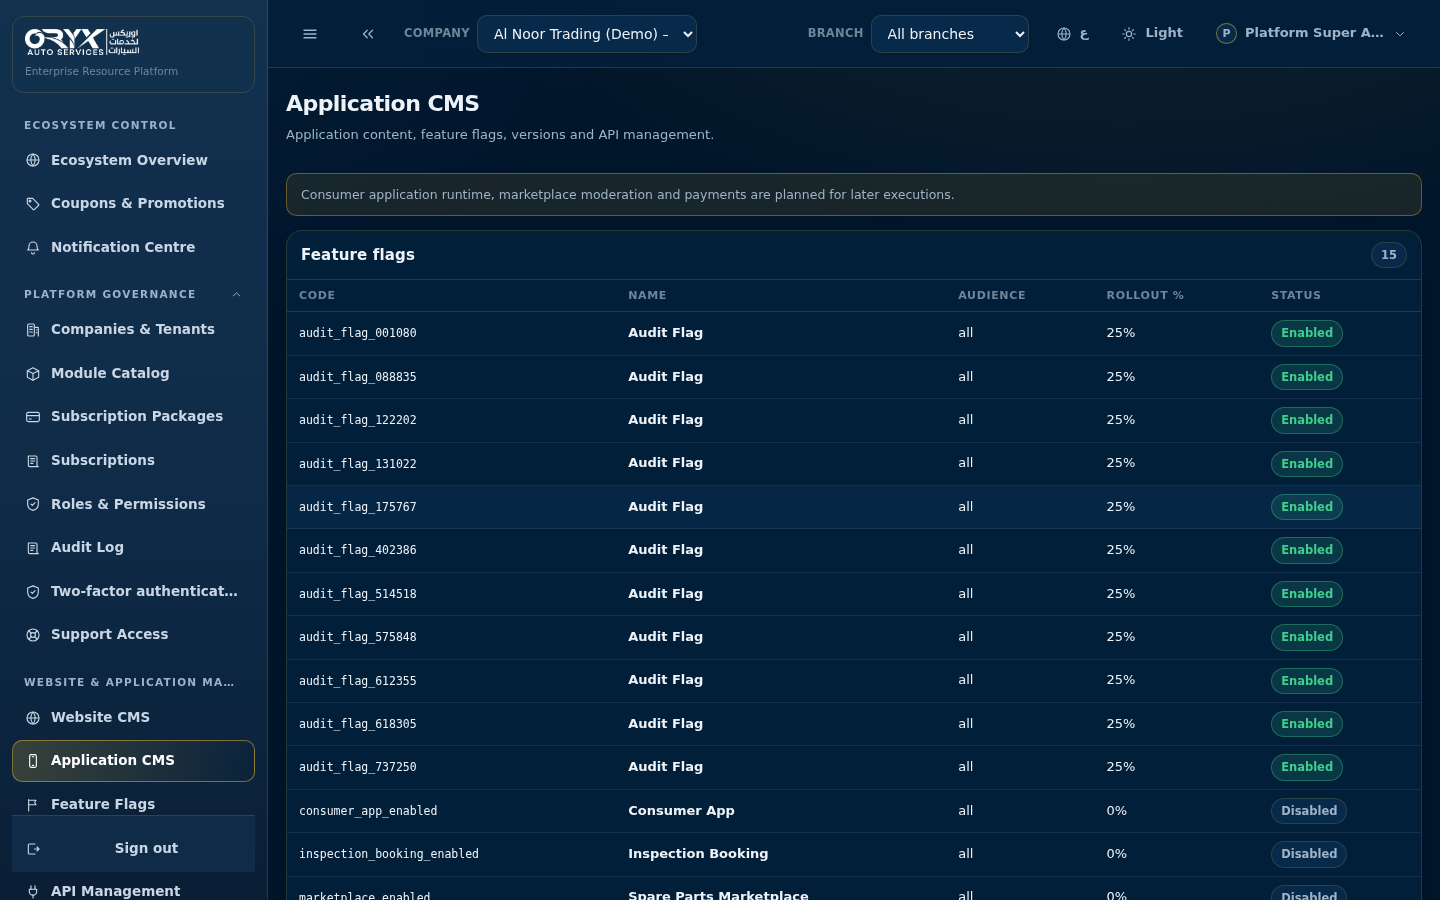 ORYX
AUTO SERVICES
أوريكس
لخدمات
السيارات
Enterprise Resource Platform
ECOSYSTEM CONTROL
Ecosystem Overview
Coupons & Promotions
Notification Centre
PLATFORM GOVERNANCE
Companies & Tenants
Module Catalog
Subscription Packages
Subscriptions
Roles & Permissions
Audit Log
Two-factor authenticat...
Support Access
WEBSITE & APPLICATION MA...
Website CMS
Application CMS
Feature Flags
Sign out
API Management
COMPANY Al Noor Trading (Demo) – BRANCH All branches ع Light P Platform Super A...
Application CMS
Application content, feature flags, versions and API management.
Consumer application runtime, marketplace moderation and payments are planned for later executions.
Feature flags 15
CODE NAME AUDIENCE ROLLOUT % STATUS
audit_flag_001080 Audit Flag all 25% Enabled
audit_flag_088835 Audit Flag all 25% Enabled
audit_flag_122202 Audit Flag all 25% Enabled
audit_flag_131022 Audit Flag all 25% Enabled
audit_flag_175767 Audit Flag all 25% Enabled
audit_flag_402386 Audit Flag all 25% Enabled
audit_flag_514518 Audit Flag all 25% Enabled
audit_flag_575848 Audit Flag all 25% Enabled
audit_flag_612355 Audit Flag all 25% Enabled
audit_flag_618305 Audit Flag all 25% Enabled
audit_flag_737250 Audit Flag all 25% Enabled
consumer_app_enabled Consumer App all 0% Disabled
inspection_booking_enabled Inspection Booking all 0% Disabled
marketplace_enabled Spare Parts Marketplace all 0% Disabled